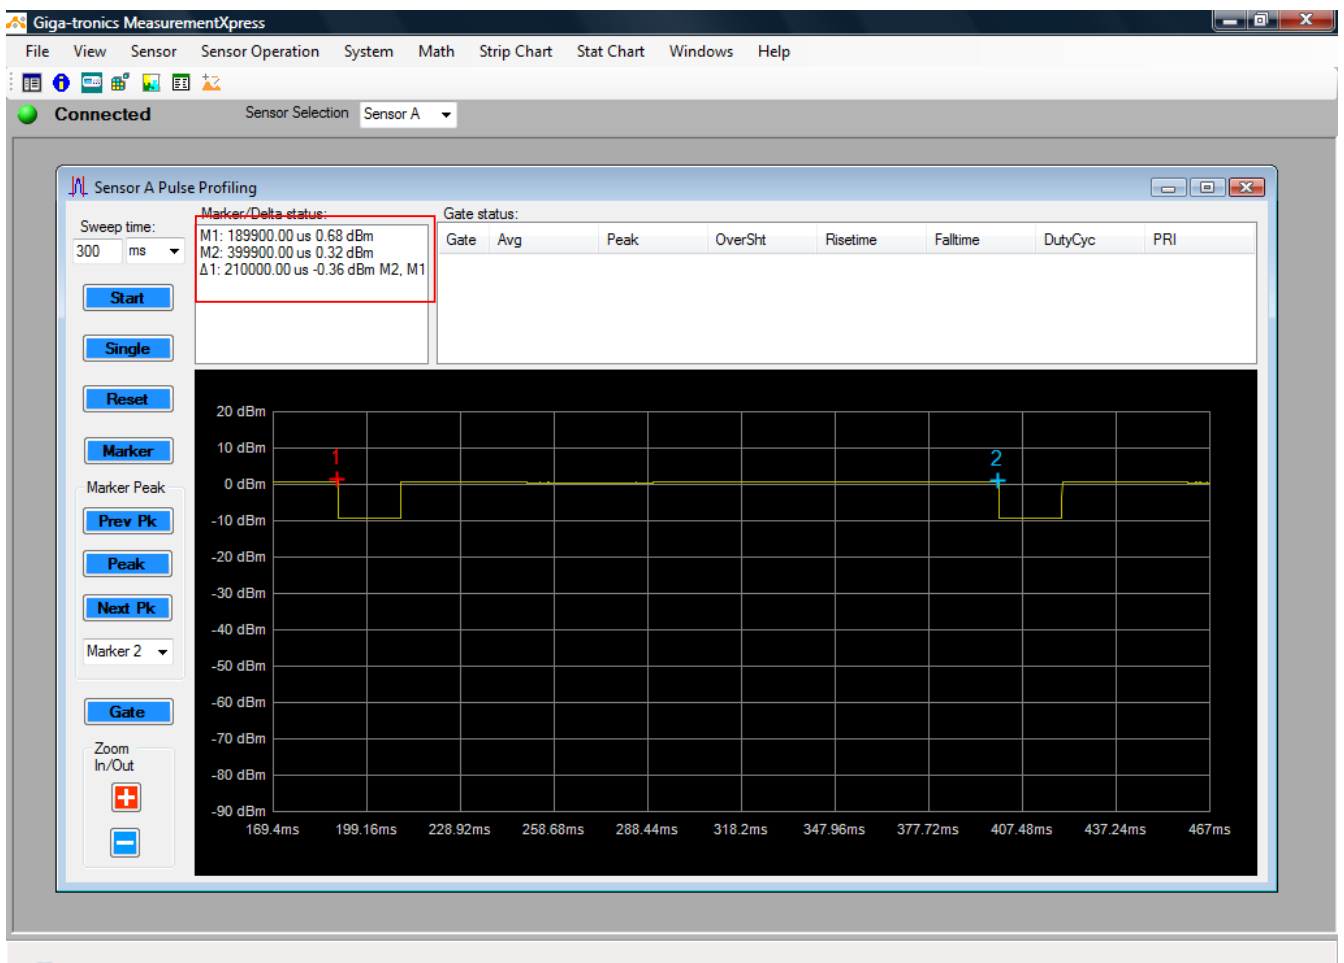 Giga-tronics MeasurementXpress
File View Sensor Sensor Operation System Math Strip Chart Stat Chart Windows Help
Connected Sensor Selection Sensor A
Sensor A Pulse Profiling
Sweep time:
300 ms
Marker/Delta status:
M1: 189900.00 us 0.68 dBm
M2: 399900.00 us 0.32 dBm
Δ1: 210000.00 us -0.36 dBm M2, M1
Gate status:
Gate Avg Peak OverSht Risetime Falltime DutyCyc PRI
Start
Single
Reset
Marker
Marker Peak
Prev Pk
Peak
Next Pk
Marker 2
Gate
Zoom
In/Out
20 dBm
10 dBm
0 dBm
-10 dBm
-20 dBm
-30 dBm
-40 dBm
-50 dBm
-60 dBm
-70 dBm
-80 dBm
-90 dBm
1
2
169.4ms 199.16ms 228.92ms 258.68ms 288.44ms 318.2ms 347.96ms 377.72ms 407.48ms 437.24ms 467ms